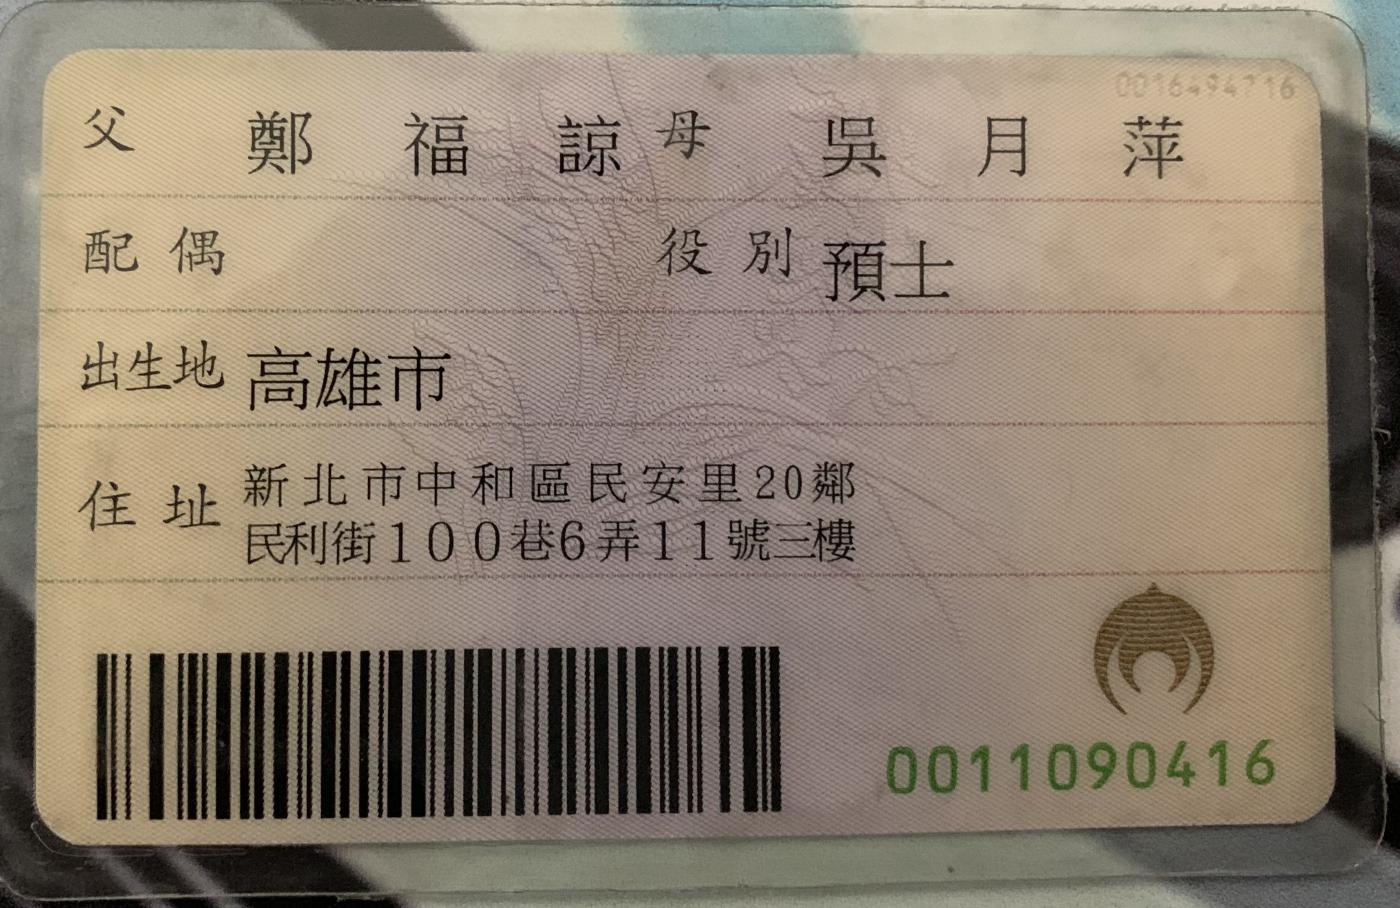 0016494716
父 鄭福諒 母 吳月萍
配偶 役別 預士
出生地 高雄市
住址 新北市中和區民安里20鄰
民利街100巷6弄11號三樓
0011090416